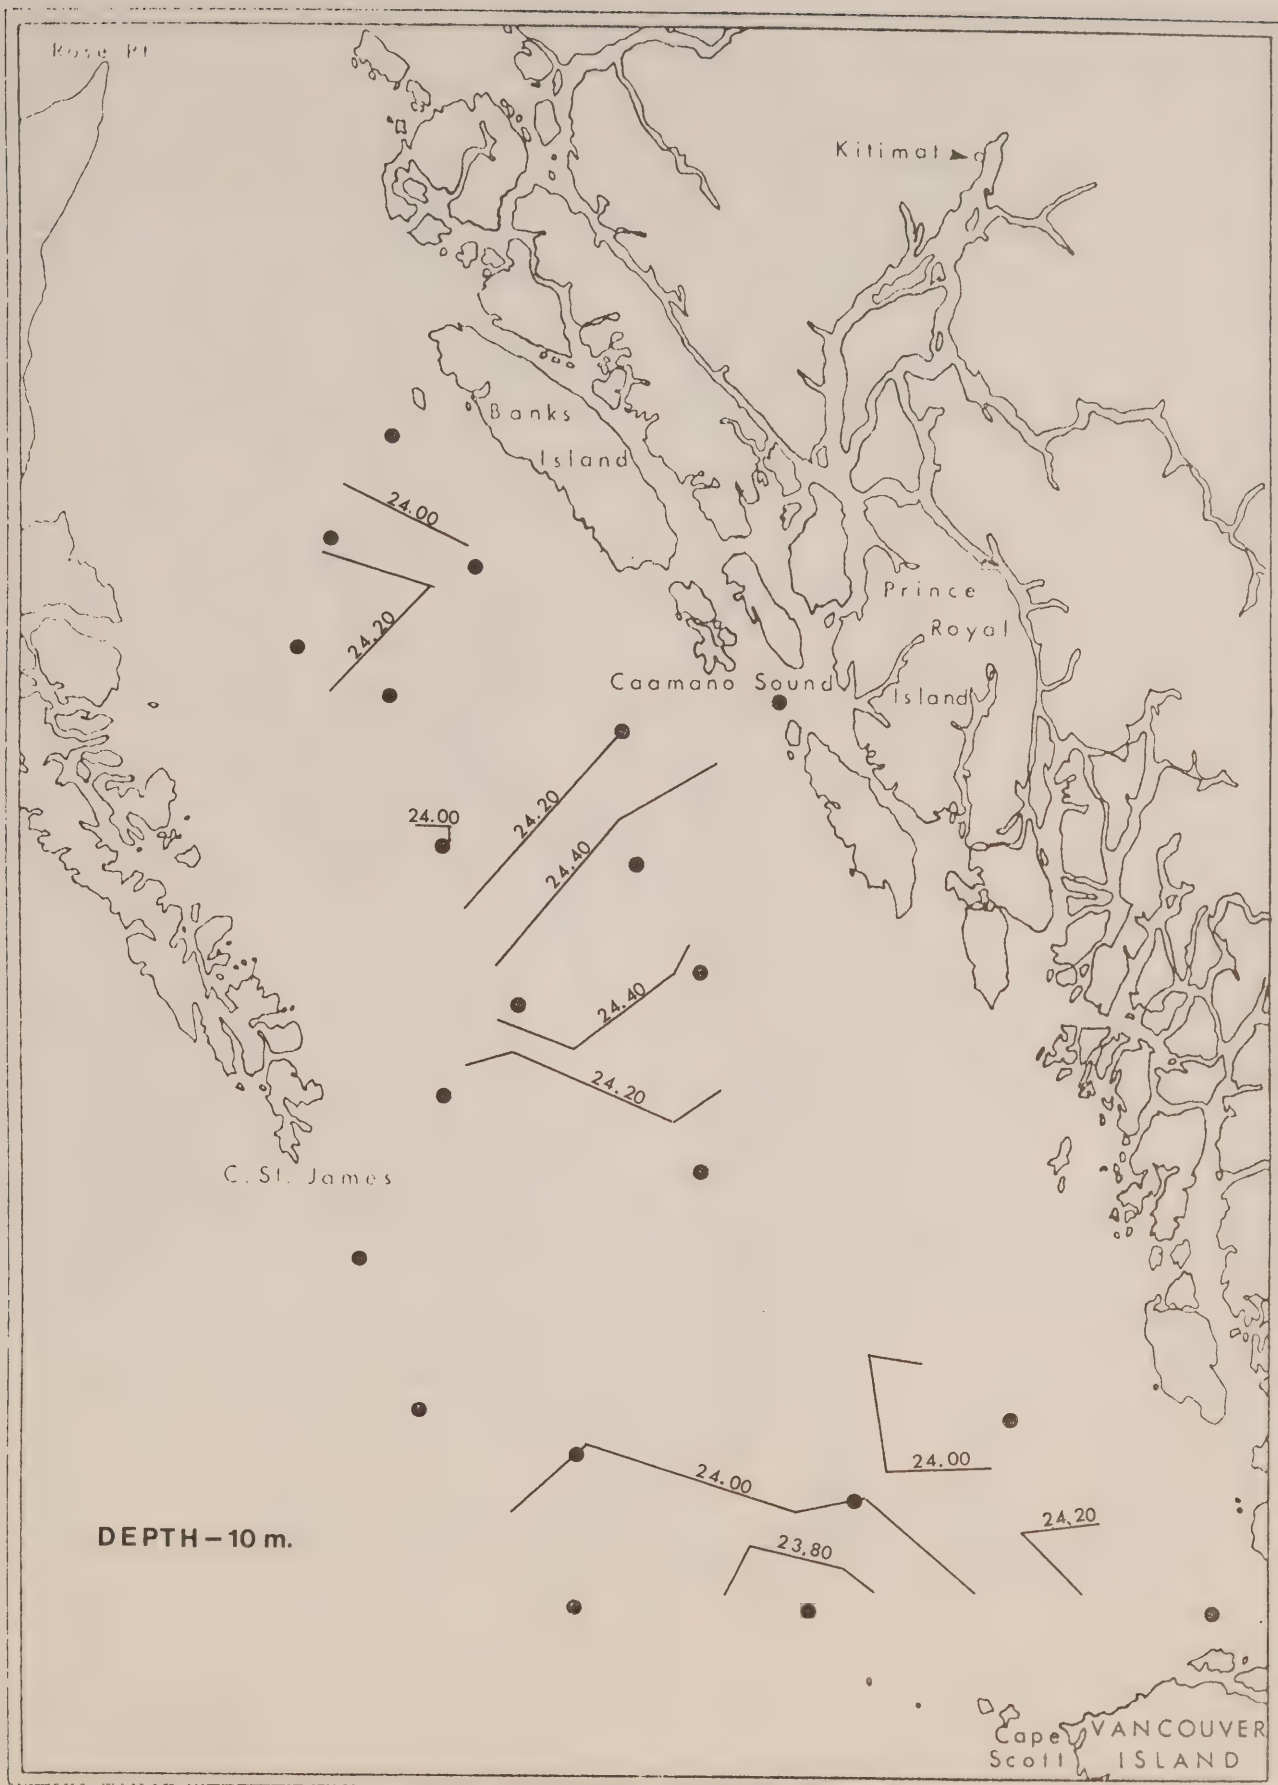 Rose Pt
Kitimat
Banks
Island
24.00
Prince
Royal
Island
24.20
Caamano Sound
24.00
24.20
24.40
24.40
24.20
C. St. James
24.00
24.00
24.20
DEPTH – 10 m.
23.80
Cape
Scott
VANCOUVER
ISLAND